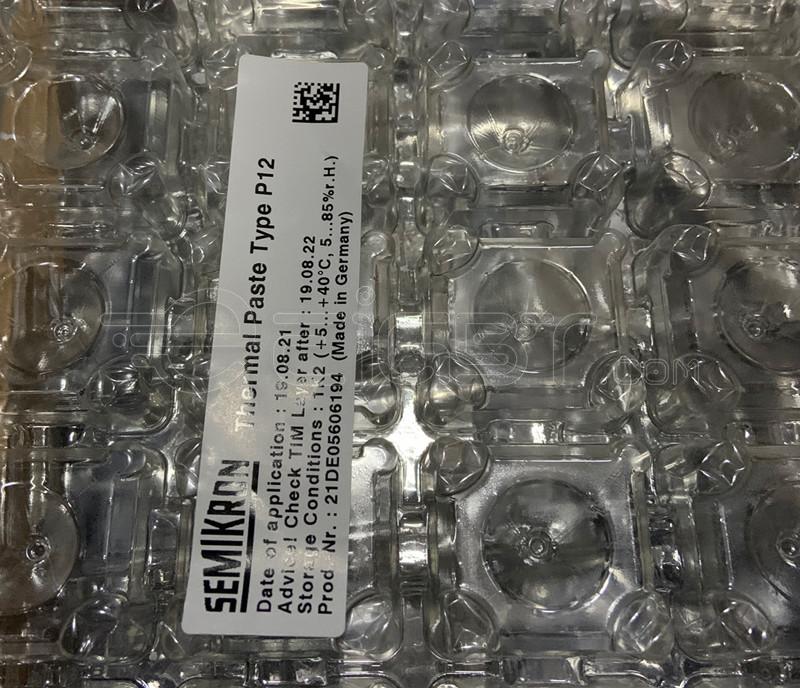 SEMIKRON Thermal Paste Type P12
Date of application : 19.08.21
Advice! Check TIM Layer after : 19.08.22
Storage Conditions : 1K2 (+5...+40°C, 5...85%r.H.)
Prod. Nr. : 21DE05606194 (Made in Germany)